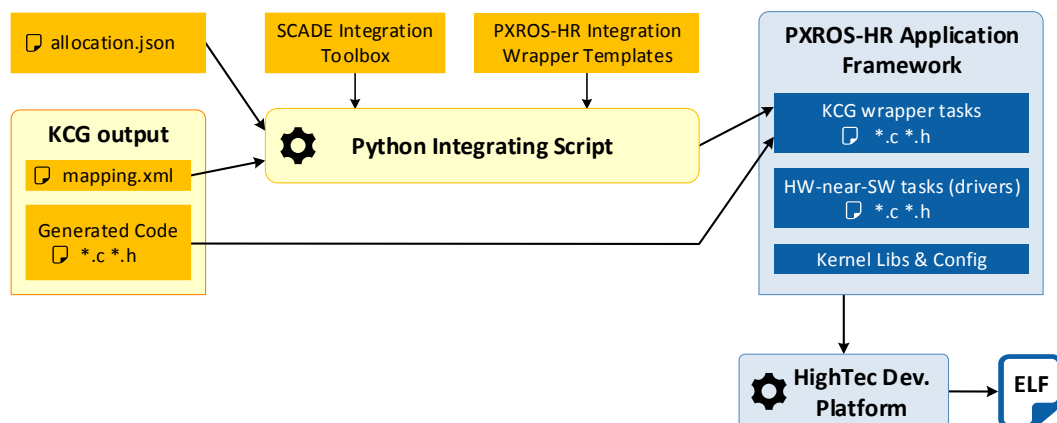 allocation.json
SCADE Integration
Toolbox
PXROS-HR Integration
Wrapper Templates
PXROS-HR Application
Framework
KCG output
mapping.xml
Generated Code
*.c *.h
Python Integrating Script
KCG wrapper tasks
*.c *.h
HW-near-SW tasks (drivers)
*.c *.h
Kernel Libs & Config
HighTec Dev.
Platform
ELF